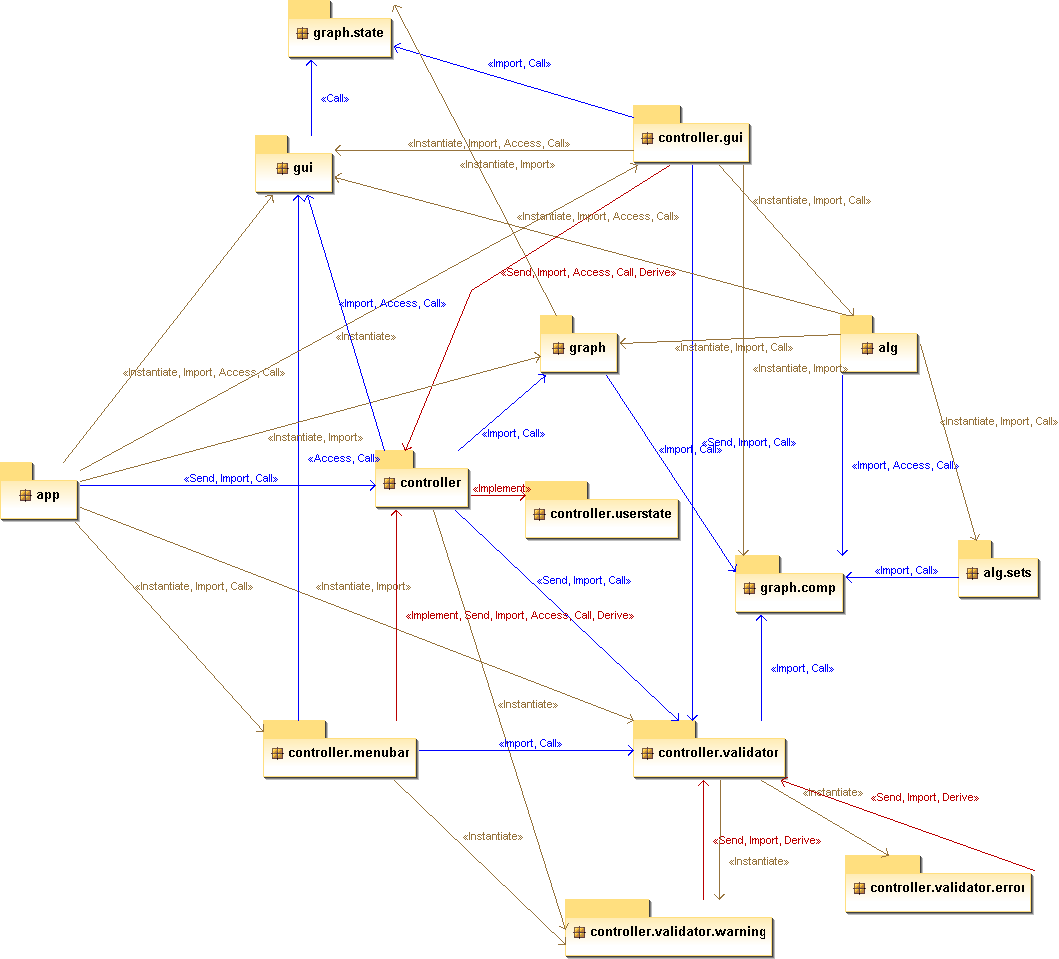 graph.state
«Import, Call»
«Call»
controller.gui
«Instantiate, Import, Access, Call»
«Instantiate, Import»
gui
«Instantiate, Import, Call»
«Instantiate, Import, Access, Call»
«Send, Import, Access, Call, Derive»
«Import, Access, Call»
«Instantiate»
graph
«Instantiate, Import, Call»
alg
«Instantiate, Import, Access, Call»
«Instantiate, Import»
«Instantiate, Import, Call»
«Instantiate, Import»
«Import, Call»
«Import, Call»
«Send, Import, Call»
«Access, Call»
«Import, Access, Call»
«Send, Import, Call»
controller
«Implement»
app
controller.userstate
alg.sets
«Import, Call»
«Send, Import, Call»
graph.comp
«Instantiate, Import, Call»
«Instantiate, Import»
«Implement, Send, Import, Access, Call, Derive»
«Import, Call»
«Instantiate»
«Import, Call»
controller.menubar
controller.validator
«Instantiate»
«Send, Import, Derive»
«Instantiate»
«Send, Import, Derive»
«Instantiate»
controller.validator.error
controller.validator.warning